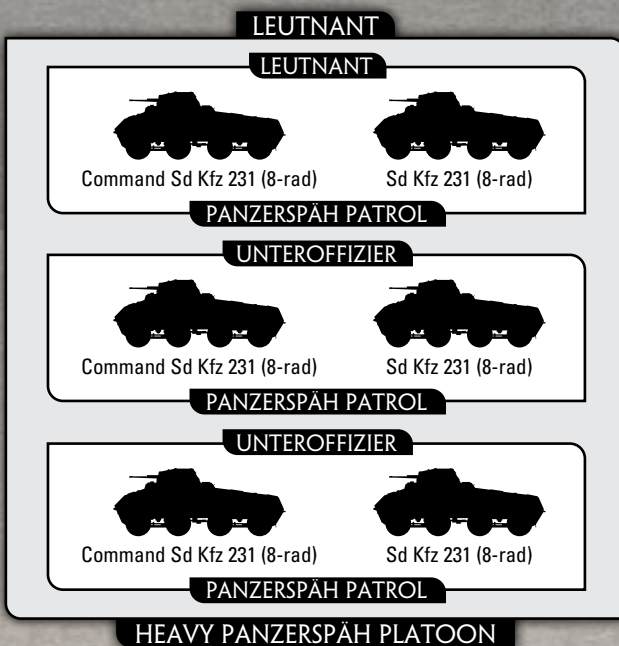 LEUTNANT
LEUTNANT
Command Sd Kfz 231 (8-rad) Sd Kfz 231 (8-rad)
PANZERSPÄH PATROL
UNTEROFFIZIER
Command Sd Kfz 231 (8-rad) Sd Kfz 231 (8-rad)
PANZERSPÄH PATROL
UNTEROFFIZIER
Command Sd Kfz 231 (8-rad) Sd Kfz 231 (8-rad)
PANZERSPÄH PATROL
HEAVY PANZERSPÄH PLATOON